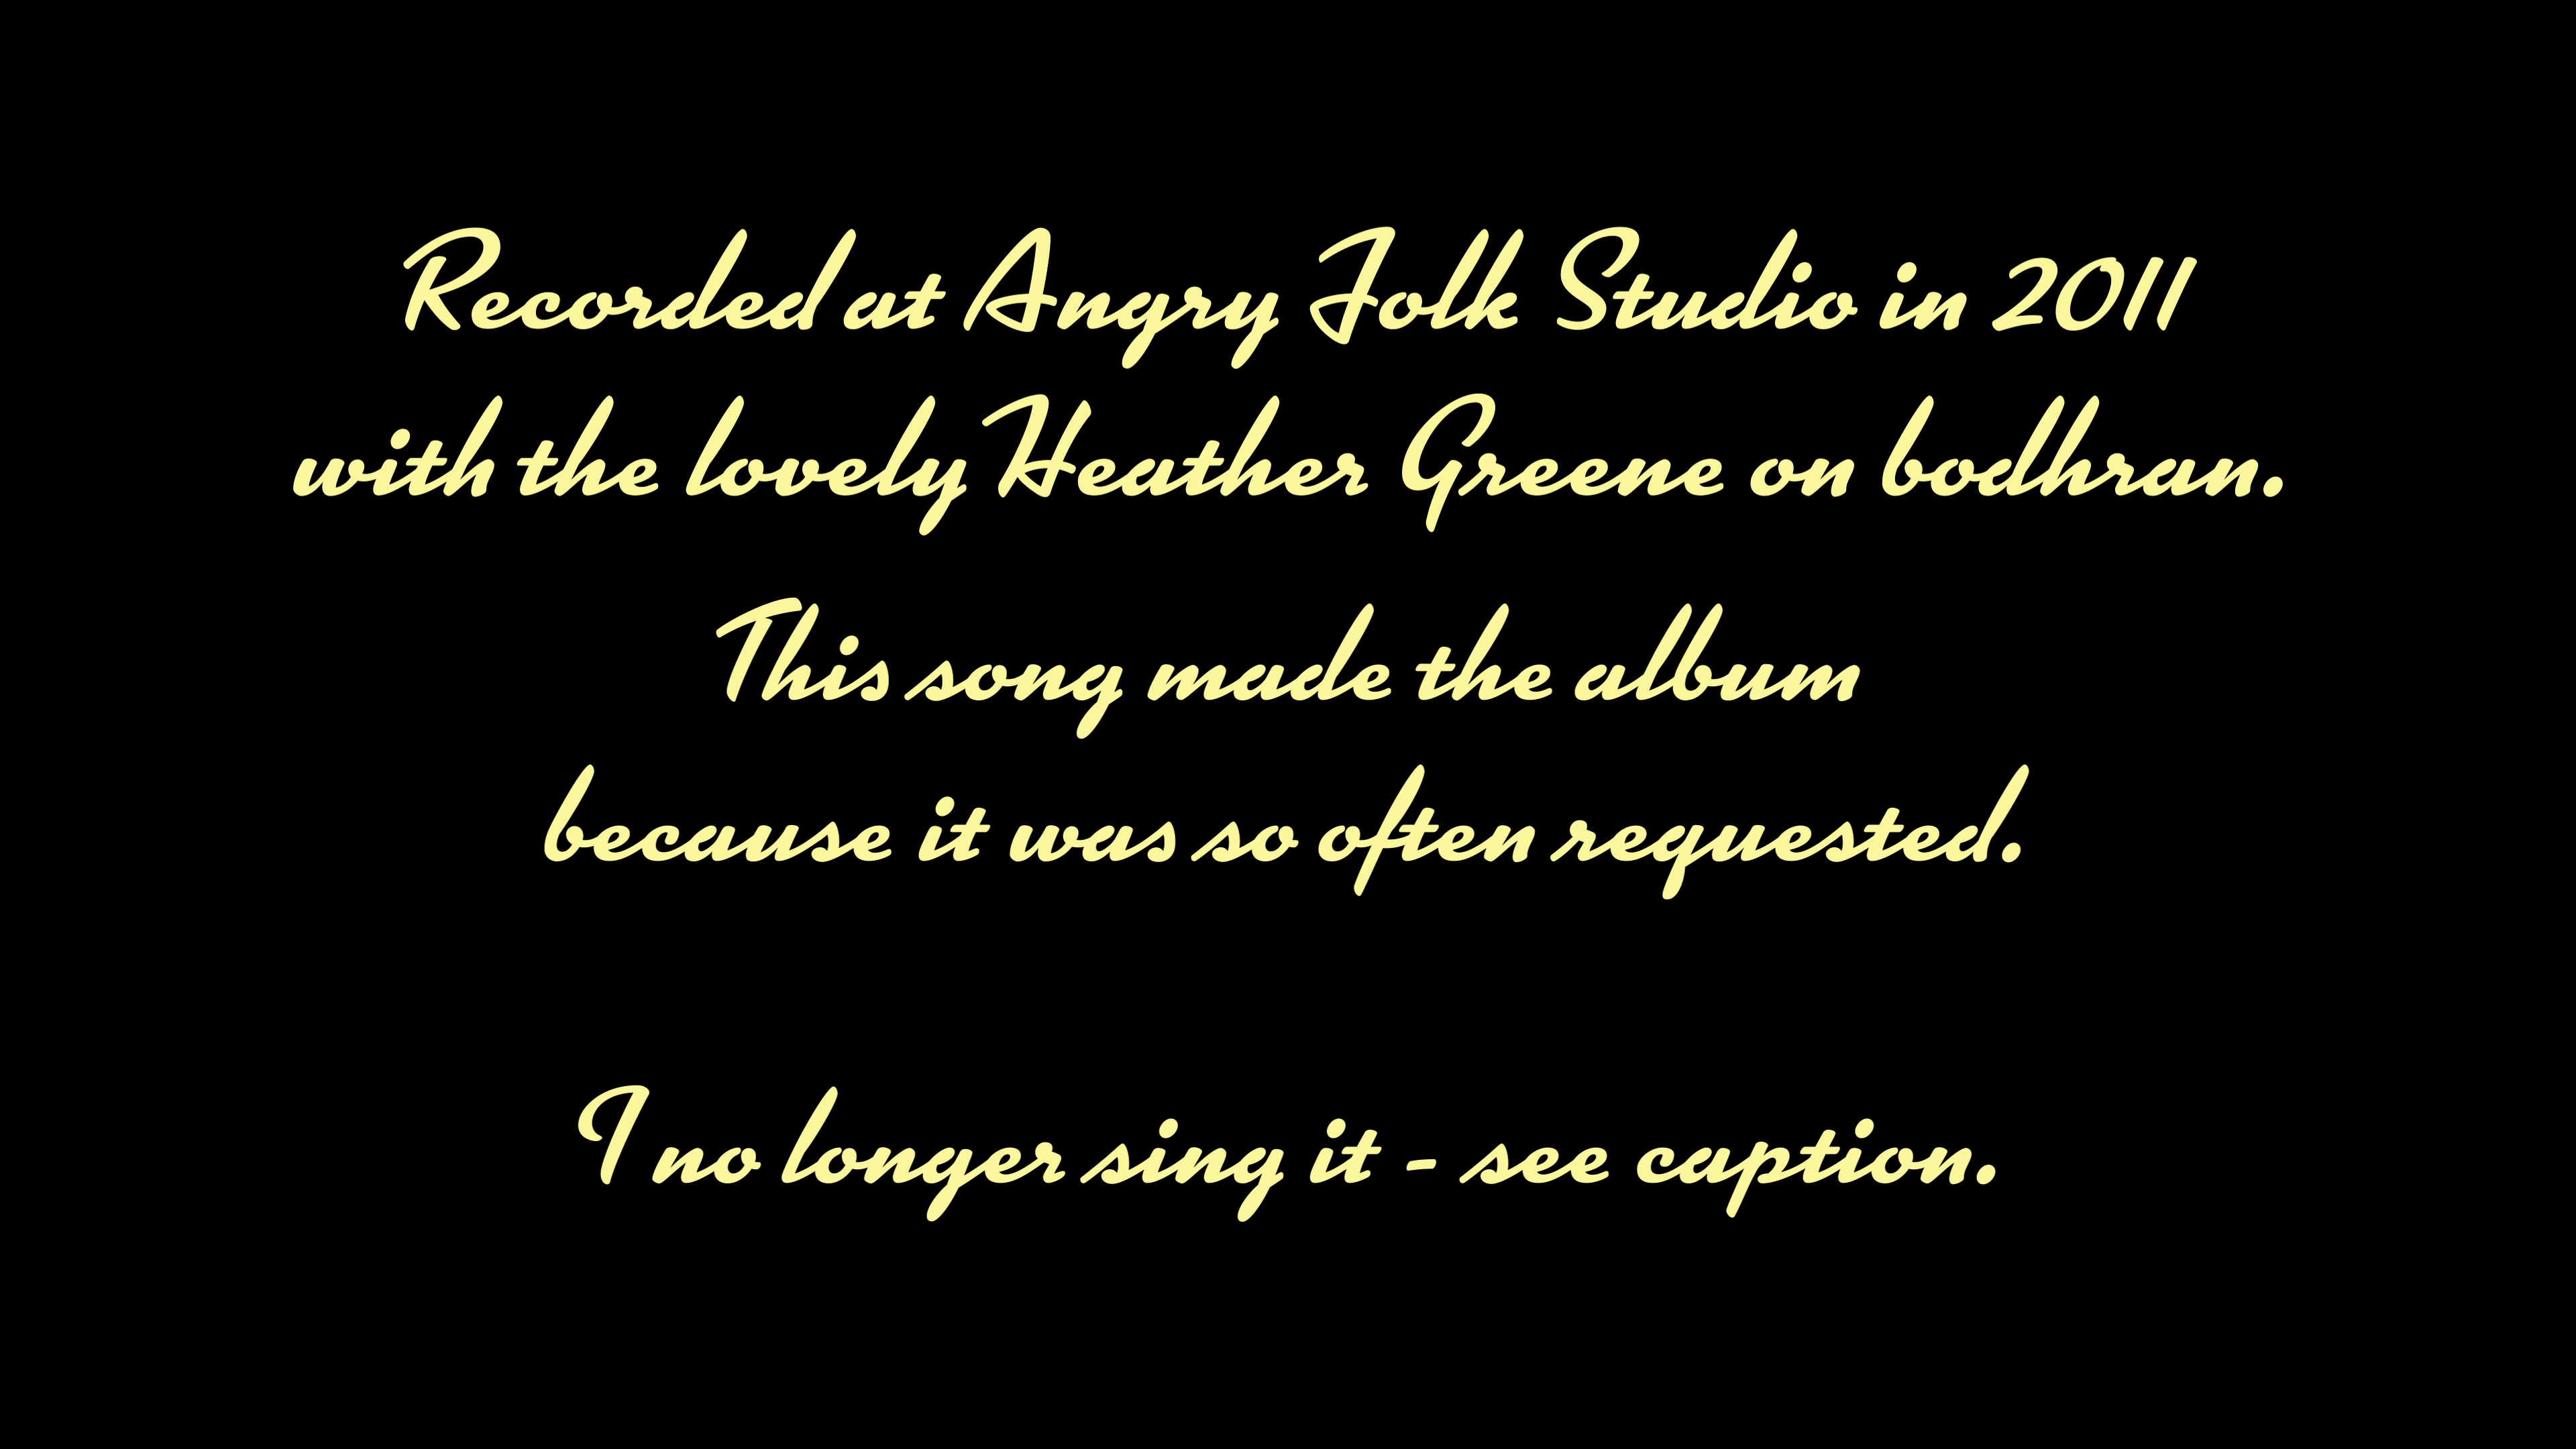 Recorded at Angry Folk Studio in 2011
with the lovely Heather Greene on bodhran.
This song made the album
because it was so often requested.
I no longer sing it - see caption.